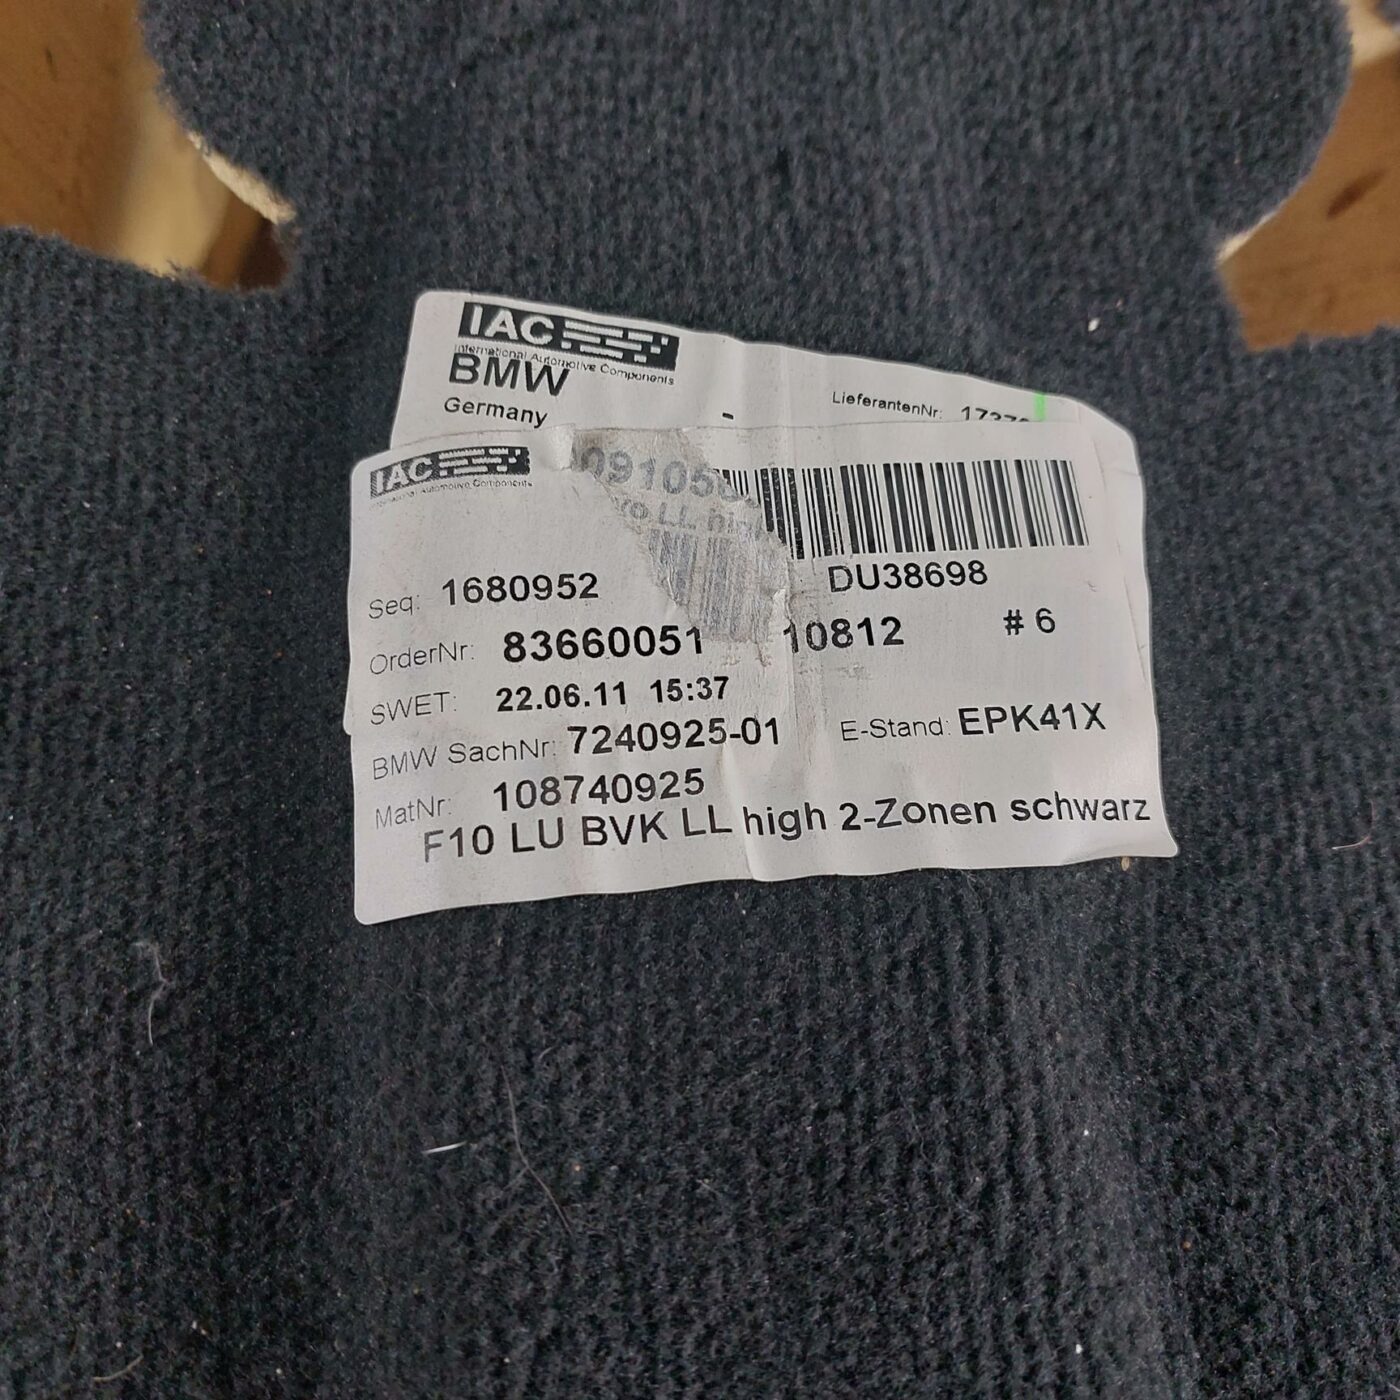 IAC
International Automotive Components
BMW
Germany
-
LieferantenNr:
IAC
International Automotive Components
DU38698
Seq: 1680952
OrderNr: 83660051 10812 # 6
SWET: 22.06.11 15:37
BMW SachNr: 7240925-01 E-Stand: EPK41X
MatNr: 108740925
F10 LU BVK LL high 2-Zonen schwarz